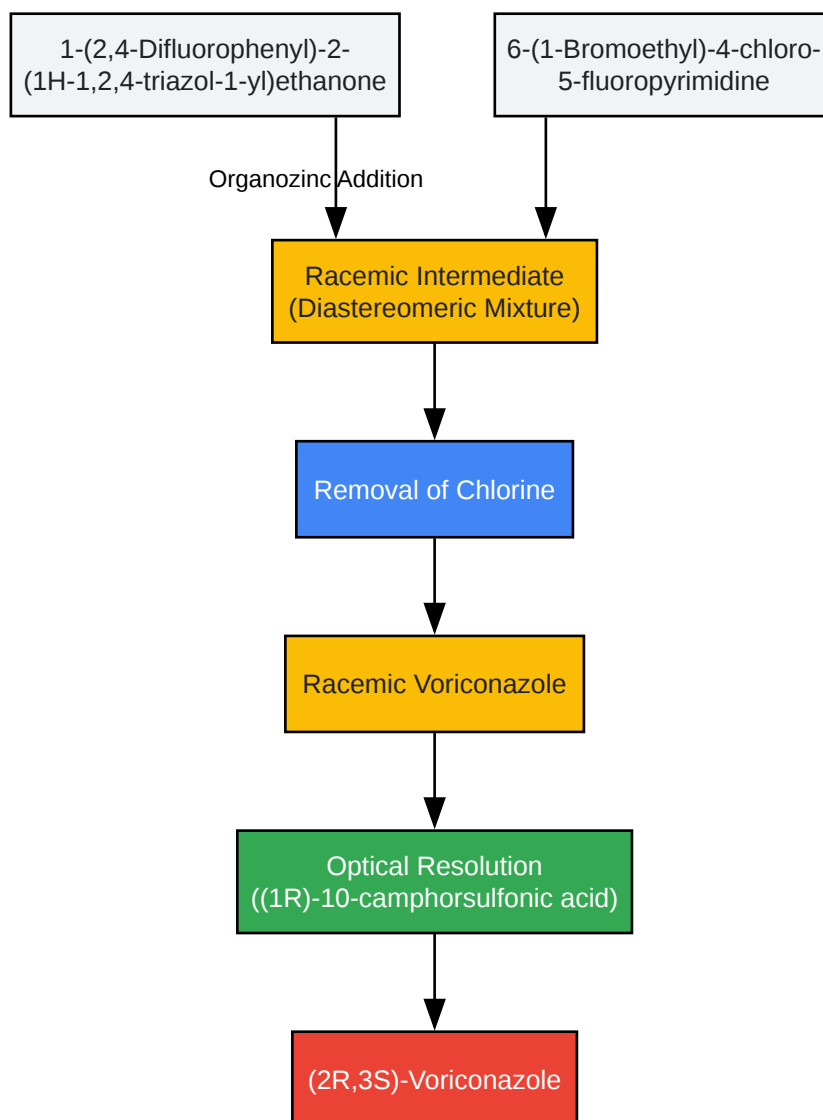 1-(2,4-Difluorophenyl)-2-
(1H-1,2,4-triazol-1-yl)ethanone
6-(1-Bromoethyl)-4-chloro-
5-fluoropyrimidine
Organozinc Addition
Racemic Intermediate
(Diastereomeric Mixture)
Removal of Chlorine
Racemic Voriconazole
Optical Resolution
((1R)-10-camphorsulfonic acid)
(2R,3S)-Voriconazole